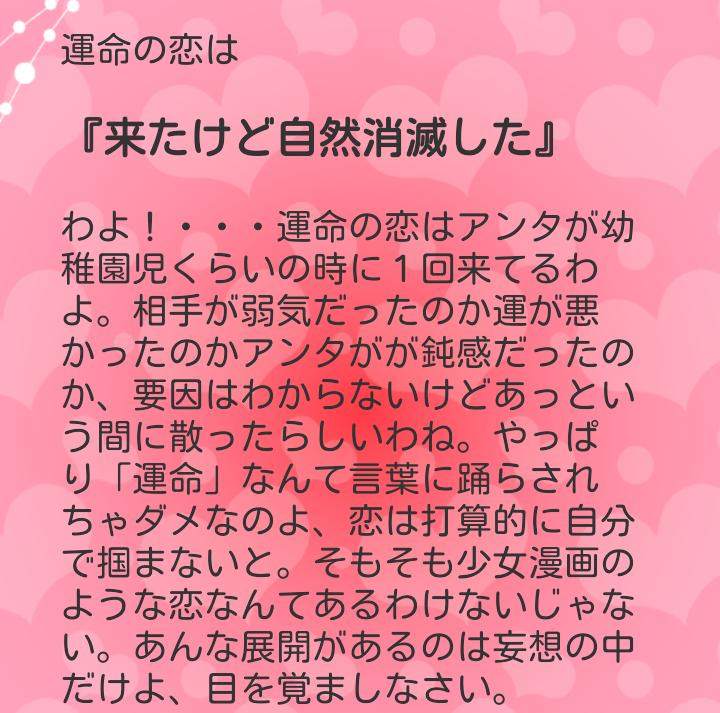 運命の恋は
『来たけど自然消滅した』
わよ！・・・運命の恋はアンタが幼
稚園児くらいの時に１回来てるわ
よ。相手が弱気だったのか運が悪
かったのかアンタがが鈍感だったの
か、要因はわからないけどあっとい
う間に散ったらしいわね。やっぱ
り「運命」なんて言葉に踊らされ
ちゃダメなのよ、恋は打算的に自分
で掴まないと。そもそも少女漫画の
ような恋なんてあるわけないじゃな
い。あんな展開があるのは妄想の中
だけよ、目を覚ましなさい。